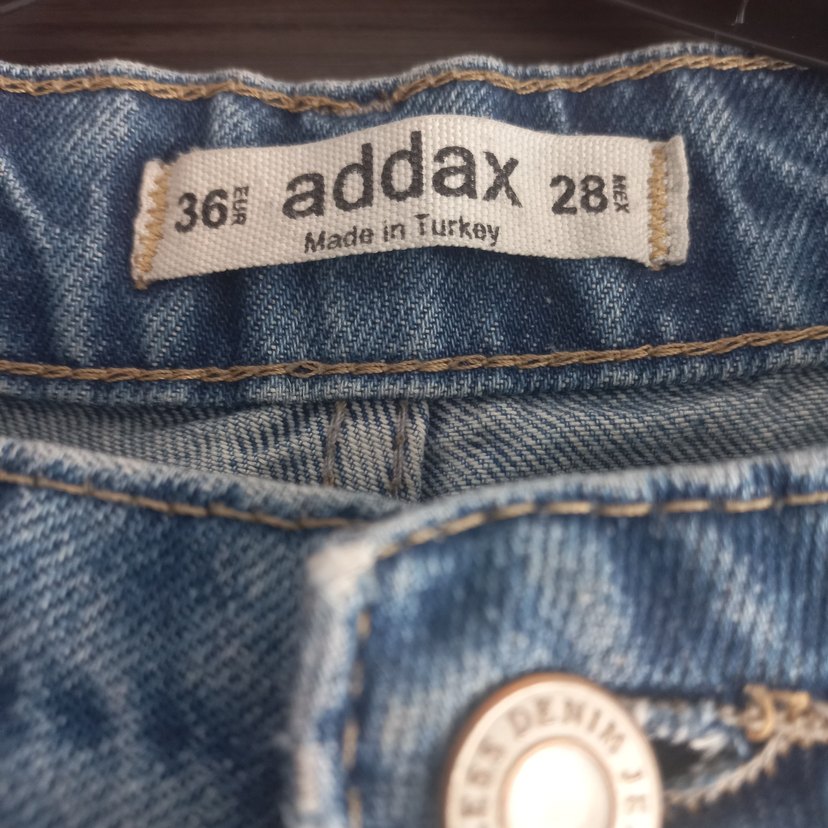 36 EUR addax 28 MEX
Made in Turkey
DENIM